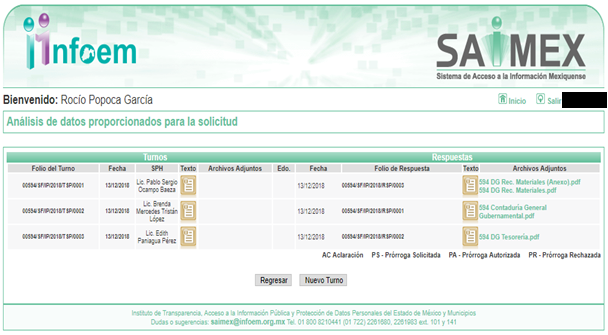 infoem
SAIMEX
Sistema de Acceso a la Información Mexiquense
Bienvenido: Rocío Popoca García
Inicio Salir
Análisis de datos proporcionados para la solicitud
Turnos Respuestas
Folio del Turno Fecha SPH Texto Archivos Adjuntos Edo. Fecha Folio de Respuesta Texto Archivos Adjuntos
00594/SF/IP/2018/TSP/0001 13/12/2018 Lic. Pablo Sergio Ocampo Baeza 13/12/2018 00594/SF/IP/2018/RSP/0003 594 DG Rec. Materiales (Anexo).pdf
594 DG Rec. Materiales.pdf
00594/SF/IP/2018/TSP/0002 13/12/2018 Lic. Brenda Mercedes Tristán López 13/12/2018 00594/SF/IP/2018/RSP/0001 594 Contaduría General Gubernamental.pdf
00594/SF/IP/2018/TSP/0003 13/12/2018 Lic. Edith Paniagua Pérez 13/12/2018 00594/SF/IP/2018/RSP/0002 594 DG Tesorería.pdf
AC Aclaración PS - Prórroga Solicitada PA - Prórroga Autorizada PR - Prórroga Rechazada
Regresar Nuevo Turno
Instituto de Transparencia, Acceso a la Información Pública y Protección de Datos Personales del Estado de México y Municipios
Dudas o sugerencias: saimex@infoem.org.mx Tel. 01 800 8210441 (01 722) 2261980, 2261983 ext. 101 y 141